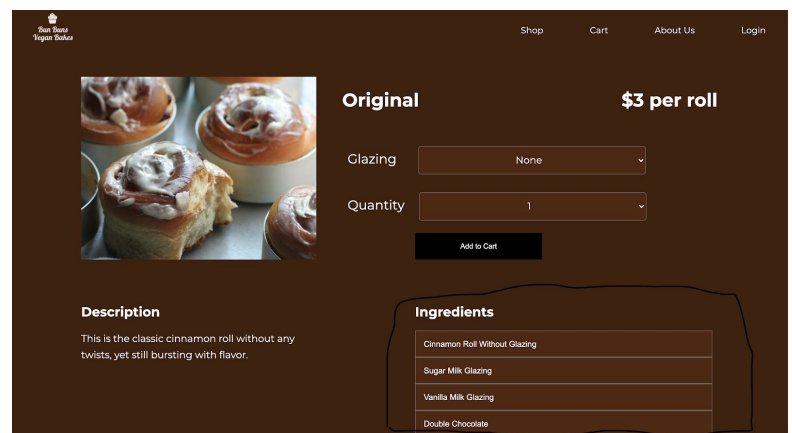 Bun Buns
Vegan Bakes
Shop Cart About Us Login
Original $3 per roll
Glazing None
Quantity 1
Add to Cart
Description
This is the classic cinnamon roll without any
twists, yet still bursting with flavor.
Ingredients
Cinnamon Roll Without Glazing
Sugar Milk Glazing
Vanilla Milk Glazing
Double Chocolate